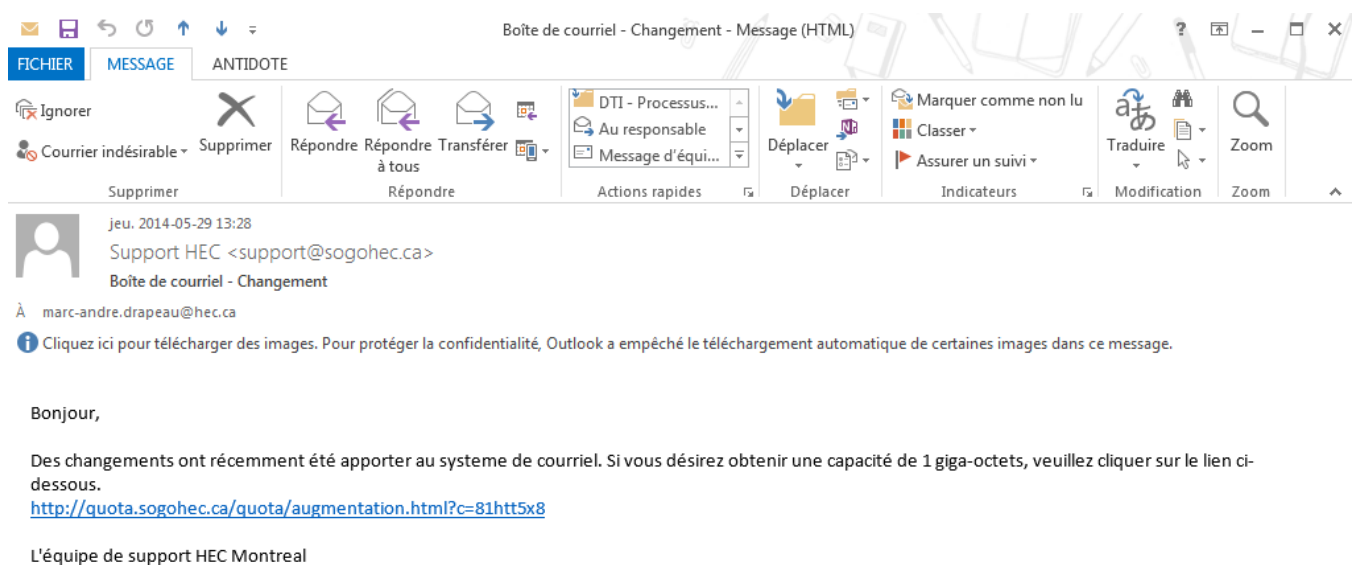 Boîte de courriel - Changement - Message (HTML)
FICHIER MESSAGE ANTIDOTE
Ignorer
Courrier indésirable
Supprimer
Supprimer
Répondre
Répondre à tous
Transférer
Répondre
DTI - Processus...
Au responsable
Message d'équi...
Actions rapides
Déplacer
Déplacer
Marquer comme non lu
Classer
Assurer un suivi
Indicateurs
Traduire
Modification
Zoom
Zoom
jeu. 2014-05-29 13:28
Support HEC <support@sogohec.ca>
Boîte de courriel - Changement
À marc-andre.drapeau@hec.ca
Cliquez ici pour télécharger des images. Pour protéger la confidentialité, Outlook a empêché le téléchargement automatique de certaines images dans ce message.
Bonjour,
Des changements ont récemment été apporter au systeme de courriel. Si vous désirez obtenir une capacité de 1 giga-octets, veuillez cliquer sur le lien ci-
dessous.
http://quota.sogohec.ca/quota/augmentation.html?c=81htt5x8
L'équipe de support HEC Montreal